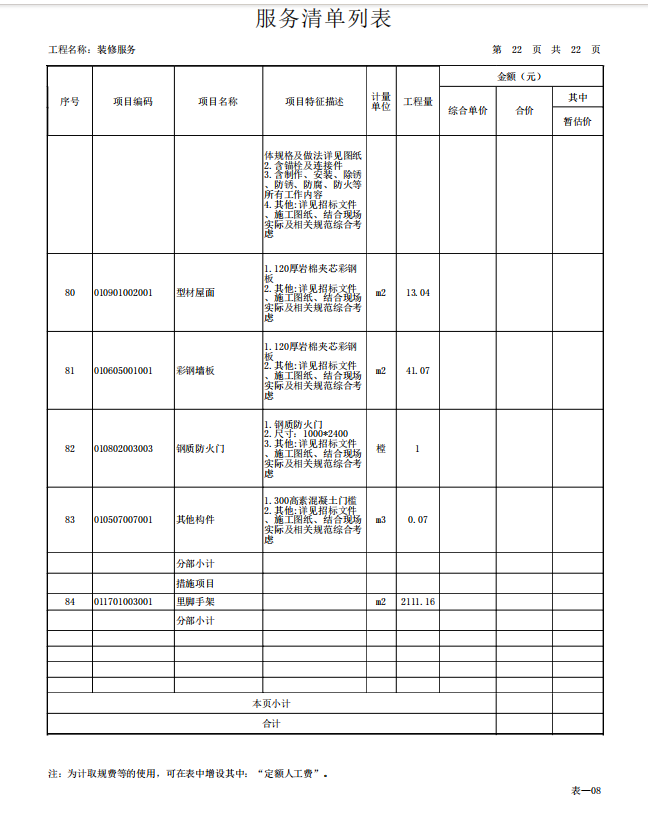 服务清单列表
工程名称：装修服务
第 22 页 共 22 页
序号
项目编码
项目名称
项目特征描述
计量
单位
工程量
金额（元）
综合单价
合价
其中
暂估价
体规格及做法详见图纸
2.含锚栓及连接件
3.含制作、安装、除锈
、防锈、防腐、防火等
所有工作内容
4.其他:详见招标文件
、施工图纸、结合现场
实际及相关规范综合考
虑
80
010901002001
型材屋面
1.120厚岩棉夹芯彩钢
板
2.其他:详见招标文件
、施工图纸、结合现场
实际及相关规范综合考
虑
m2
13.04
81
010605001001
彩钢墙板
1.120厚岩棉夹芯彩钢
板
2.其他:详见招标文件
、施工图纸、结合现场
实际及相关规范综合考
虑
m2
41.07
82
010802003003
钢质防火门
1.钢质防火门
2.尺寸：1000*2400
3.其他:详见招标文件
、施工图纸、结合现场
实际及相关规范综合考
虑
樘
1
83
010507007001
其他构件
1.300高素混凝土门槛
2.其他:详见招标文件
、施工图纸、结合现场
实际及相关规范综合考
虑
m3
0.07
分部小计
措施项目
84
011701003001
里脚手架
m2
2111.16
分部小计
本页小计
合计
注：为计取规费等的使用，可在表中增设其中：“定额人工费”。
表—08